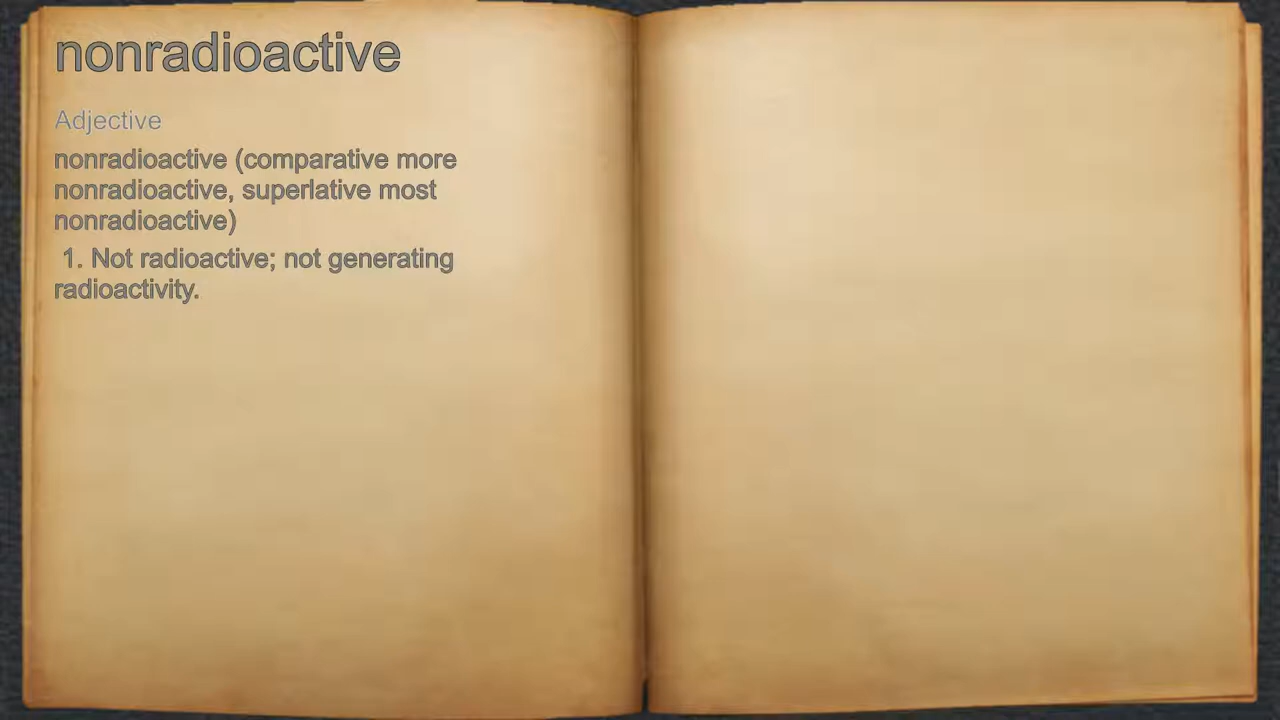 nonradioactive
Adjective
nonradioactive (comparative more
nonradioactive, superlative most
nonradioactive)
1. Not radioactive; not generating
radioactivity.